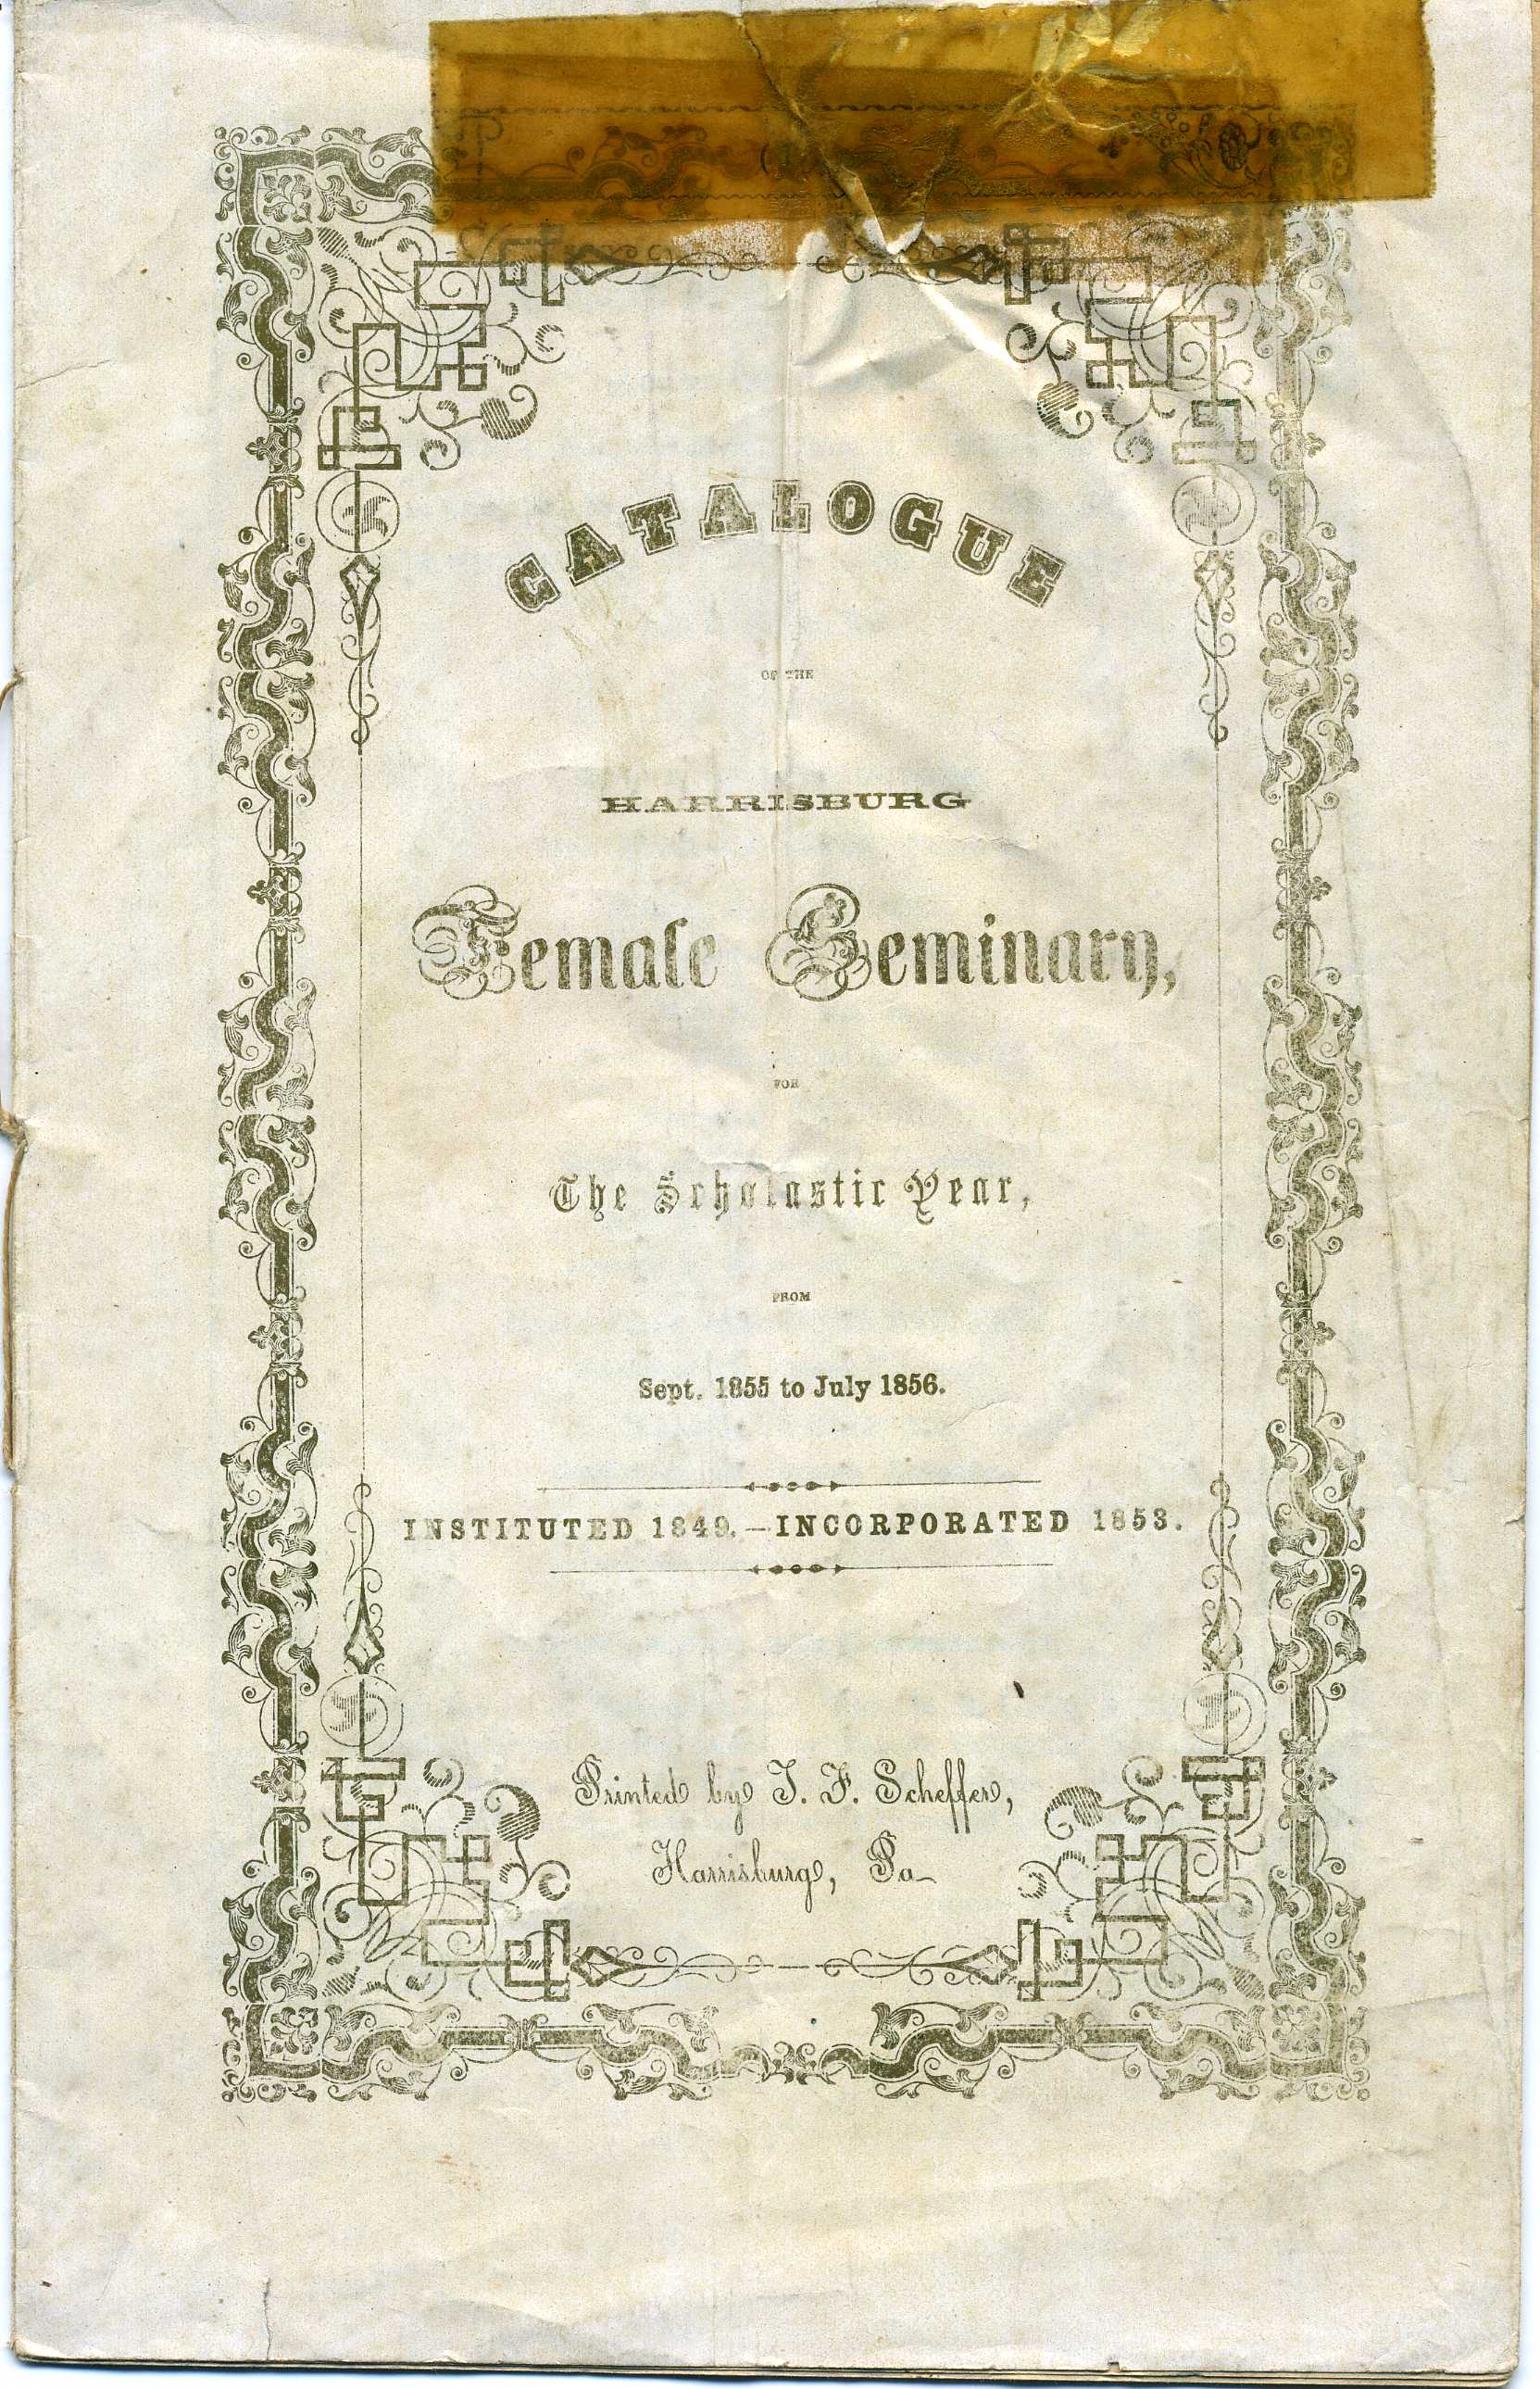 CATALOGUE
OF THE
HARRISBURG
Female Seminary,
FOR
The Scholastic Year,
FROM
Sept. 1855 to July 1856.
INSTITUTED 1849.—INCORPORATED 1853.
Printed by T. F. Scheffer,
Harrisburg, Pa